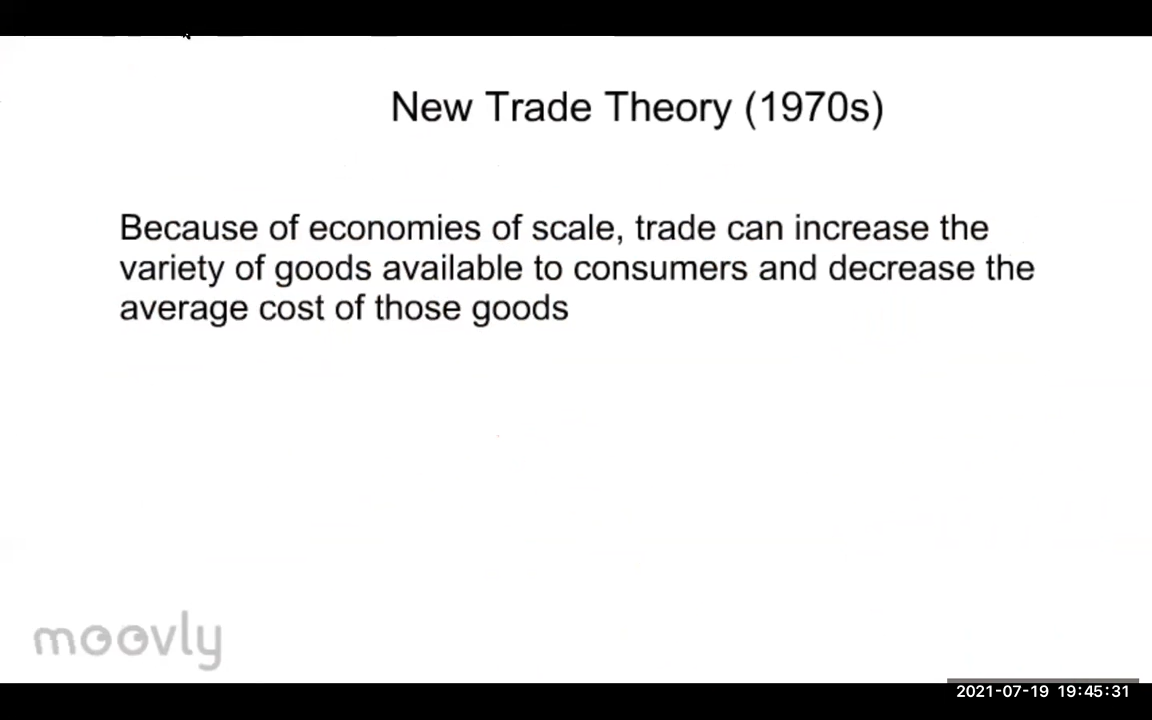 New Trade Theory (1970s)
Because of economies of scale, trade can increase the
variety of goods available to consumers and decrease the
average cost of those goods
moovly
2021-07-19 19:45:31